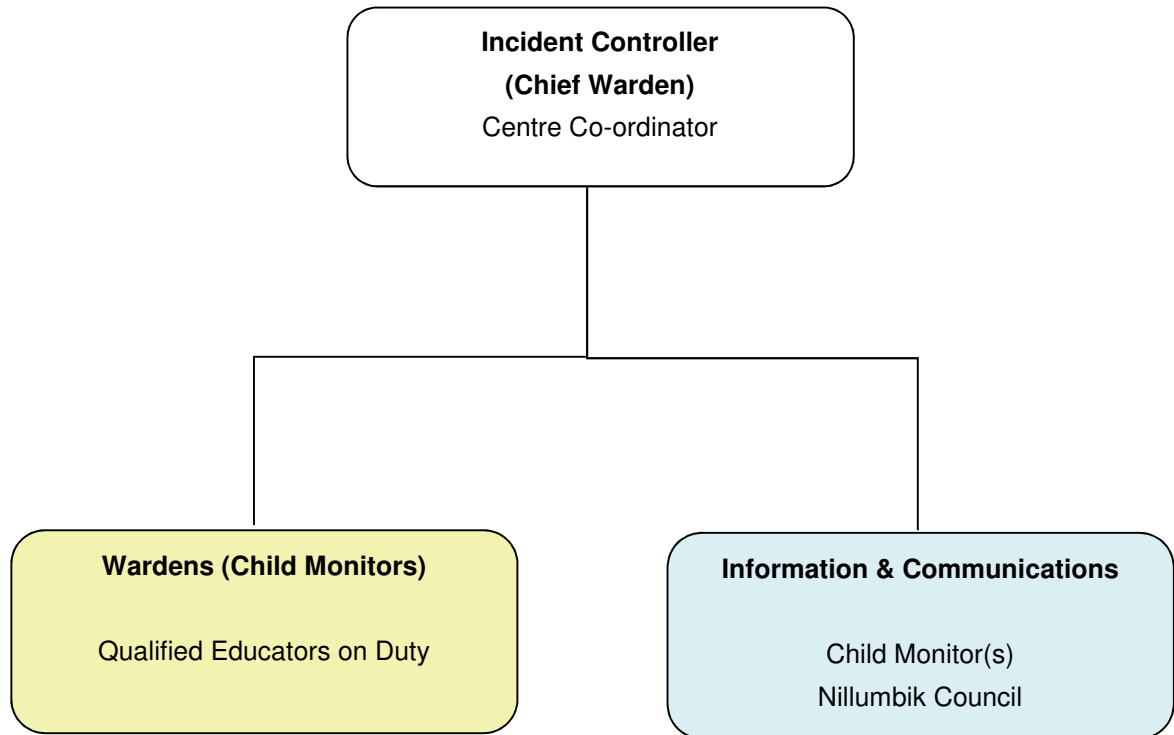 Incident Controller
(Chief Warden)
Centre Co-ordinator
Wardens (Child Monitors)
Qualified Educators on Duty
Information & Communications
Child Monitor(s)
Nillumbik Council